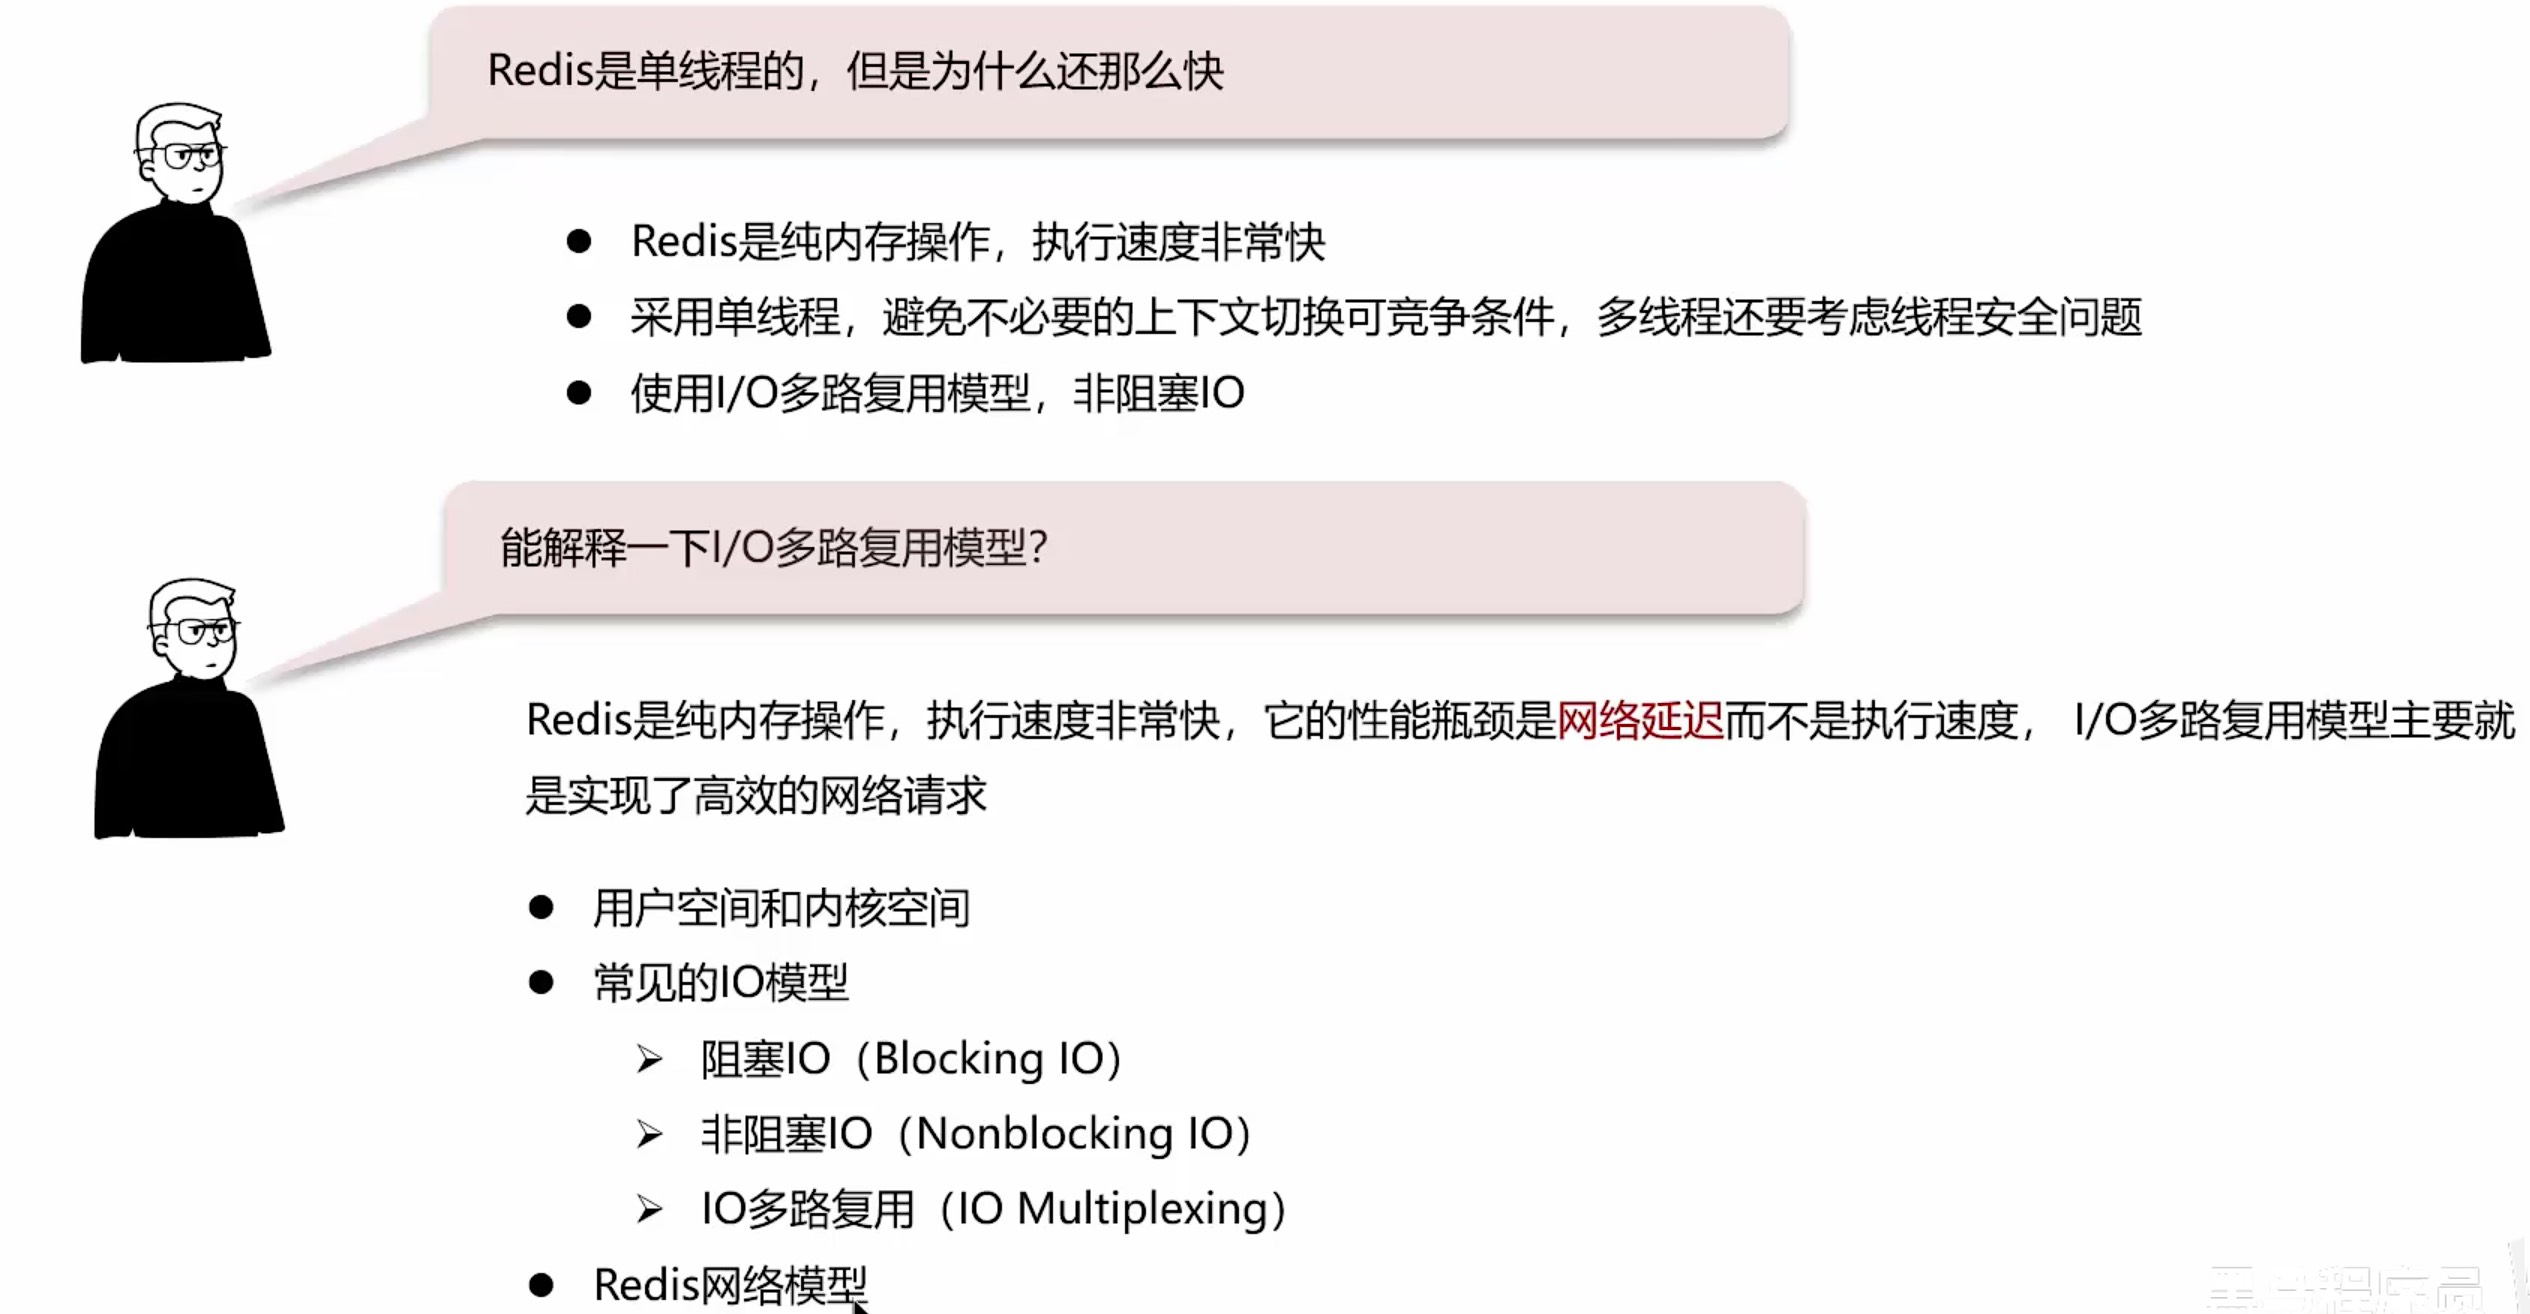 Redis是单线程的，但是为什么还那么快
● Redis是纯内存操作，执行速度非常快
● 采用单线程，避免不必要的上下文切换可竞争条件，多线程还要考虑线程安全问题
● 使用I/O多路复用模型，非阻塞IO
能解释一下I/O多路复用模型？
Redis是纯内存操作，执行速度非常快，它的性能瓶颈是网络延迟而不是执行速度， I/O多路复用模型主要就
是实现了高效的网络请求
● 用户空间和内核空间
● 常见的IO模型
➢ 阻塞IO（Blocking IO）
➢ 非阻塞IO（Nonblocking IO）
➢ IO多路复用（IO Multiplexing）
● Redis网络模型